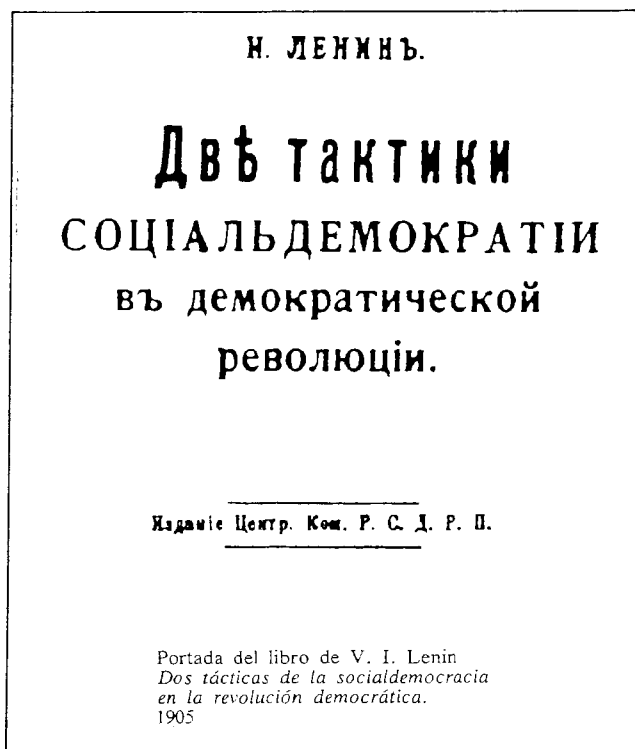 Н. ЛЕНИНЪ.
Двѣ тактики
СОЦІАЛЬДЕМОКРАТІИ
въ демократической
революціи.
Изданіе Центр. Ком. Р. С. Д. Р. П.
Portada del libro de V. I. Lenin
Dos tácticas de la socialdemocracia
en la revolución democrática.
1905